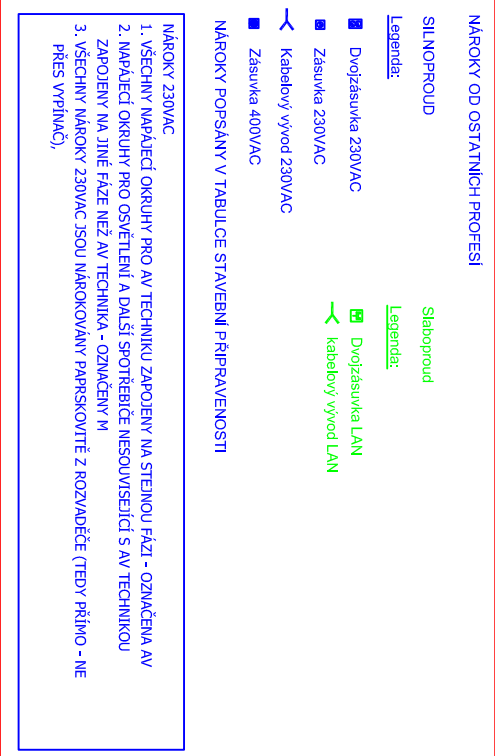 NÁROKY OD OSTATNÍCH PROFESÍ
SILNOPROUD
Legenda:
Dvojzásuvka 230VAC
Zásuvka 230VAC
Kabelový vývod 230VAC
Zásuvka 400VAC
Slaboproud
Legenda:
Dvojzásuvka LAN
kabelový vývod LAN
NÁROKY POPSÁNY V TABULCE STAVEBNÍ PŘIPRAVENOSTI
NÁROKY 230VAC
1. VŠECHNY NAPÁJECÍ OKRUHY PRO AV TECHNIKU ZAPOJENY NA STEJNOU FÁZI - OZNAČENA AV
2. NAPÁJECÍ OKRUHY PRO OSVĚTLENÍ A DALŠÍ SPOTŘEBIČE NESOUVISEJÍCÍ S AV TECHNIKOU
ZAPOJENY NA JINÉ FÁZE NEŽ AV TECHNIKA - OZNAČENY M
3. VŠECHNY NÁROKY 230VAC JSOU NÁROKOVÁNY PAPRSKOVITĚ Z ROZVADĚČE (TEDY PŘÍMO - NE
PŘES VYPÍNAČ),